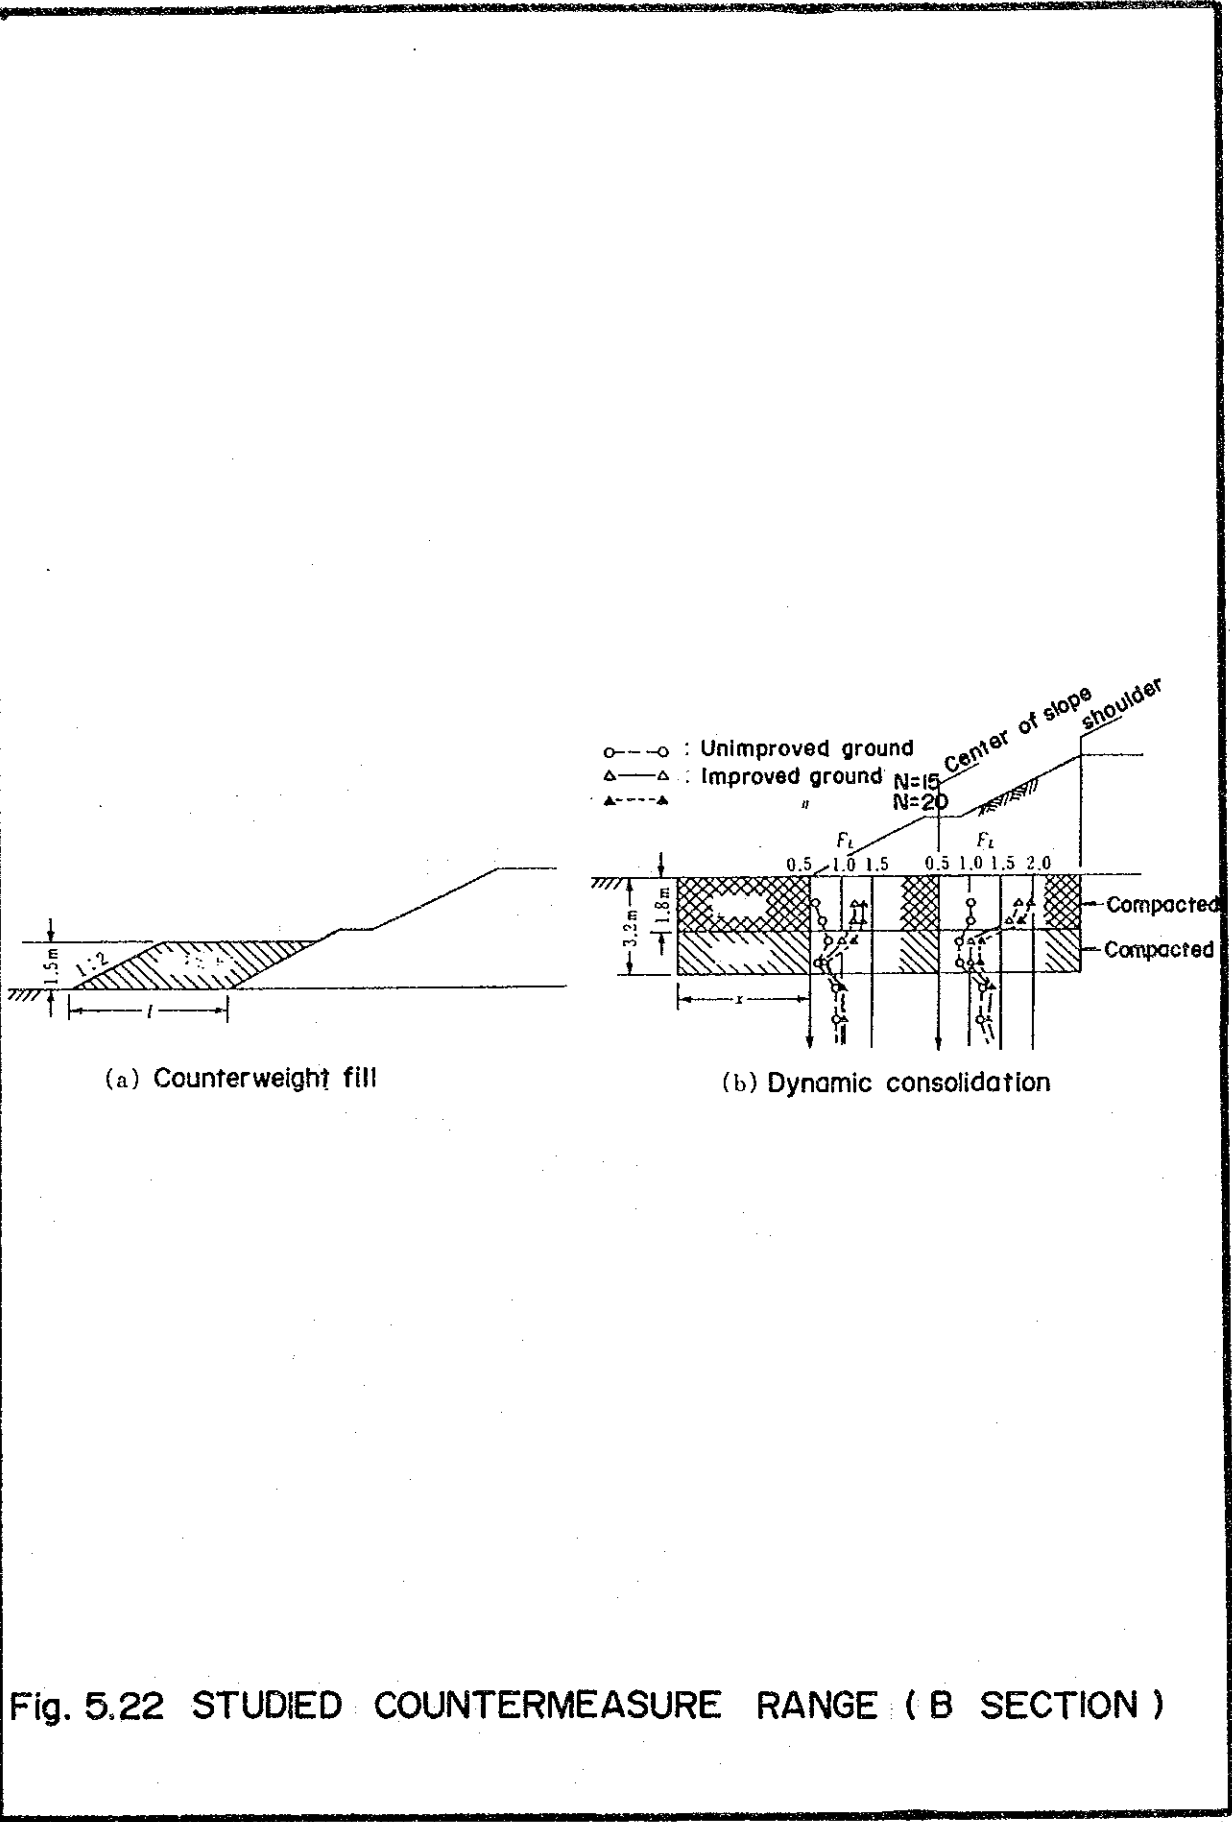 Center of slope
shoulder
: Unimproved ground
: Improved ground N=15
" N=20
FL FL
0.5 1.0 1.5 0.5 1.0 1.5 2.0
1.8m
3.2m
Compacted
Compacted
x
1.5m
1:2
l
(a) Counterweight fill
(b) Dynamic consolidation
Fig. 5.22 STUDIED COUNTERMEASURE RANGE ( B SECTION )